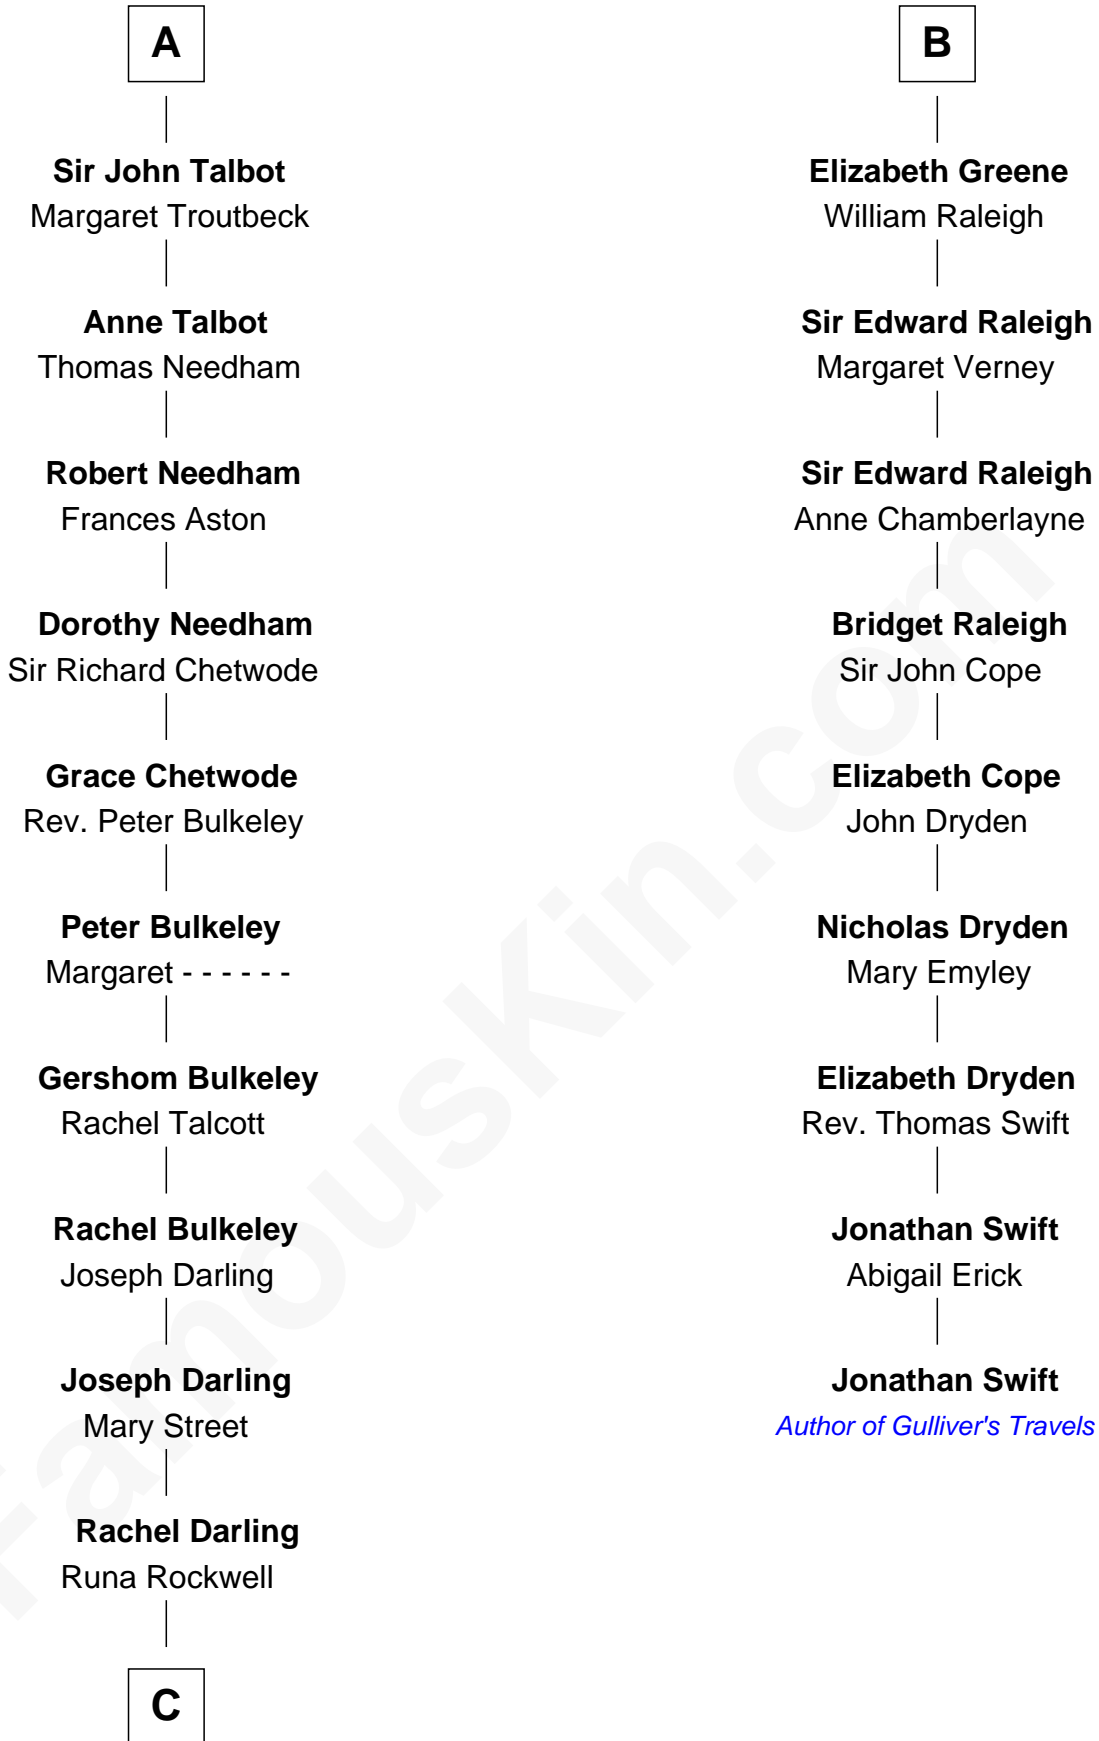 A
Sir John Talbot
Margaret Troutbeck
Anne Talbot
Thomas Needham
Robert Needham
Frances Aston
Dorothy Needham
Sir Richard Chetwode
Grace Chetwode
Rev. Peter Bulkeley
Peter Bulkeley
Margaret - - - - - -
Gershom Bulkeley
Rachel Talcott
Rachel Bulkeley
Joseph Darling
Joseph Darling
Mary Street
Rachel Darling
Runa Rockwell
C
B
Elizabeth Greene
William Raleigh
Sir Edward Raleigh
Margaret Verney
Sir Edward Raleigh
Anne Chamberlayne
Bridget Raleigh
Sir John Cope
Elizabeth Cope
John Dryden
Nicholas Dryden
Mary Emyley
Elizabeth Dryden
Rev. Thomas Swift
Jonathan Swift
Abigail Erick
Jonathan Swift
Author of Gulliver's Travels
FamousKin.com